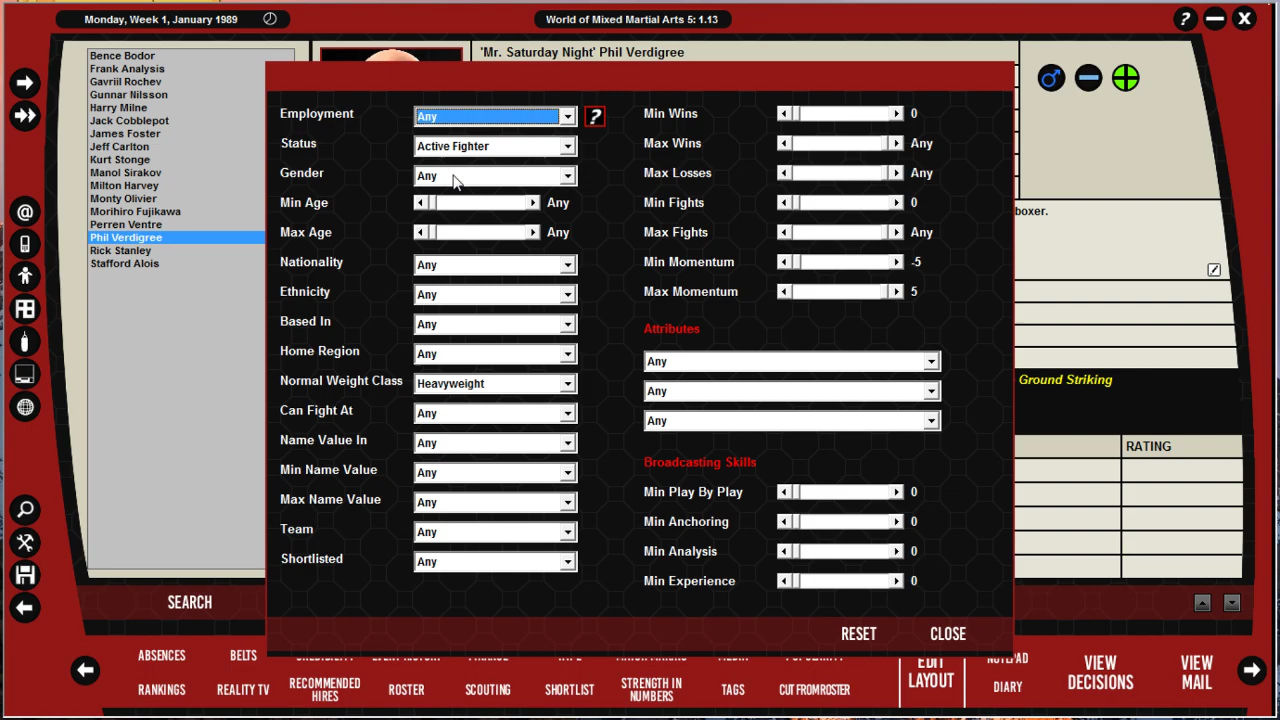 Monday, Week 1, January 1989
World of Mixed Martial Arts 5: 1.13
?
Bence Bodor
Frank Analysis
Gavriil Rochev
Gunnar Nilsson
Harry Milne
Jack Cobblepot
James Foster
Jeff Carlton
Kurt Stonge
Manol Sirakov
Milton Harvey
Monty Olivier
Morihiro Fujikawa
Perren Ventre
Phil Verdigree
Rick Stanley
Stafford Alois
'Mr. Saturday Night' Phil Verdigree
Employment Any ?
Status Active Fighter
Gender Any
Min Age Any
Max Age Any
Nationality Any
Ethnicity Any
Based In Any
Home Region Any
Normal Weight Class Heavyweight
Can Fight At Any
Name Value In Any
Min Name Value Any
Max Name Value Any
Team Any
Shortlisted Any
Min Wins 0
Max Wins Any
Max Losses Any
Min Fights 0
Max Fights Any
Min Momentum -5
Max Momentum 5
Attributes
Any
Any
Any
Broadcasting Skills
Min Play By Play 0
Min Anchoring 0
Min Analysis 0
Min Experience 0
RESET CLOSE
boxer.
Ground Striking
RATING
SEARCH
ABSENCES BELTS
RANKINGS REALITY TV RECOMMENDED HIRES ROSTER SCOUTING SHORTLIST STRENGTH IN NUMBERS TAGS CUT FROM ROSTER
EDIT LAYOUT
NOTEPAD
DIARY
VIEW DECISIONS
VIEW MAIL